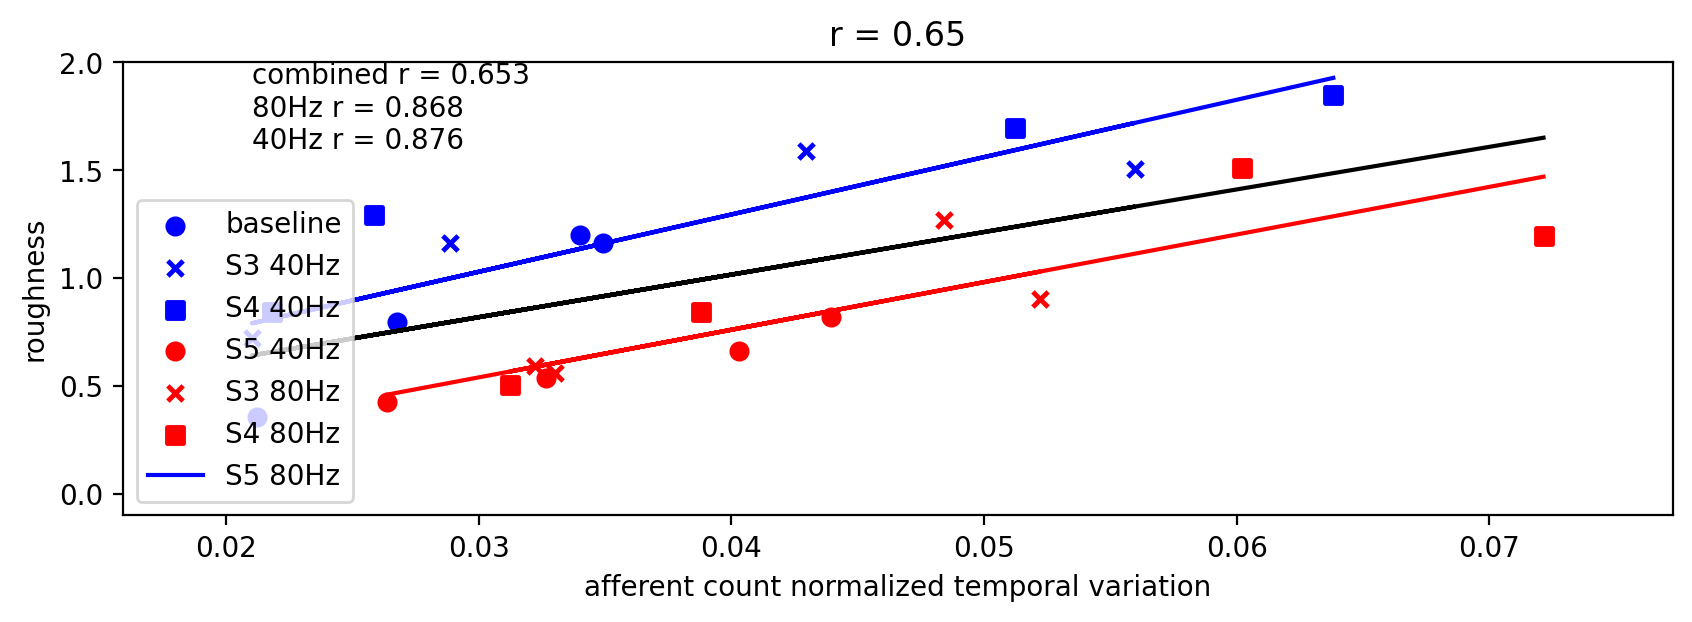 r = 0.65
combined r = 0.653
80Hz r = 0.868
40Hz r = 0.876
2.0
1.5
1.0
0.5
0.0
roughness
baseline
S3 40Hz
S4 40Hz
S5 40Hz
S3 80Hz
S4 80Hz
S5 80Hz
0.02 0.03 0.04 0.05 0.06 0.07
afferent count normalized temporal variation